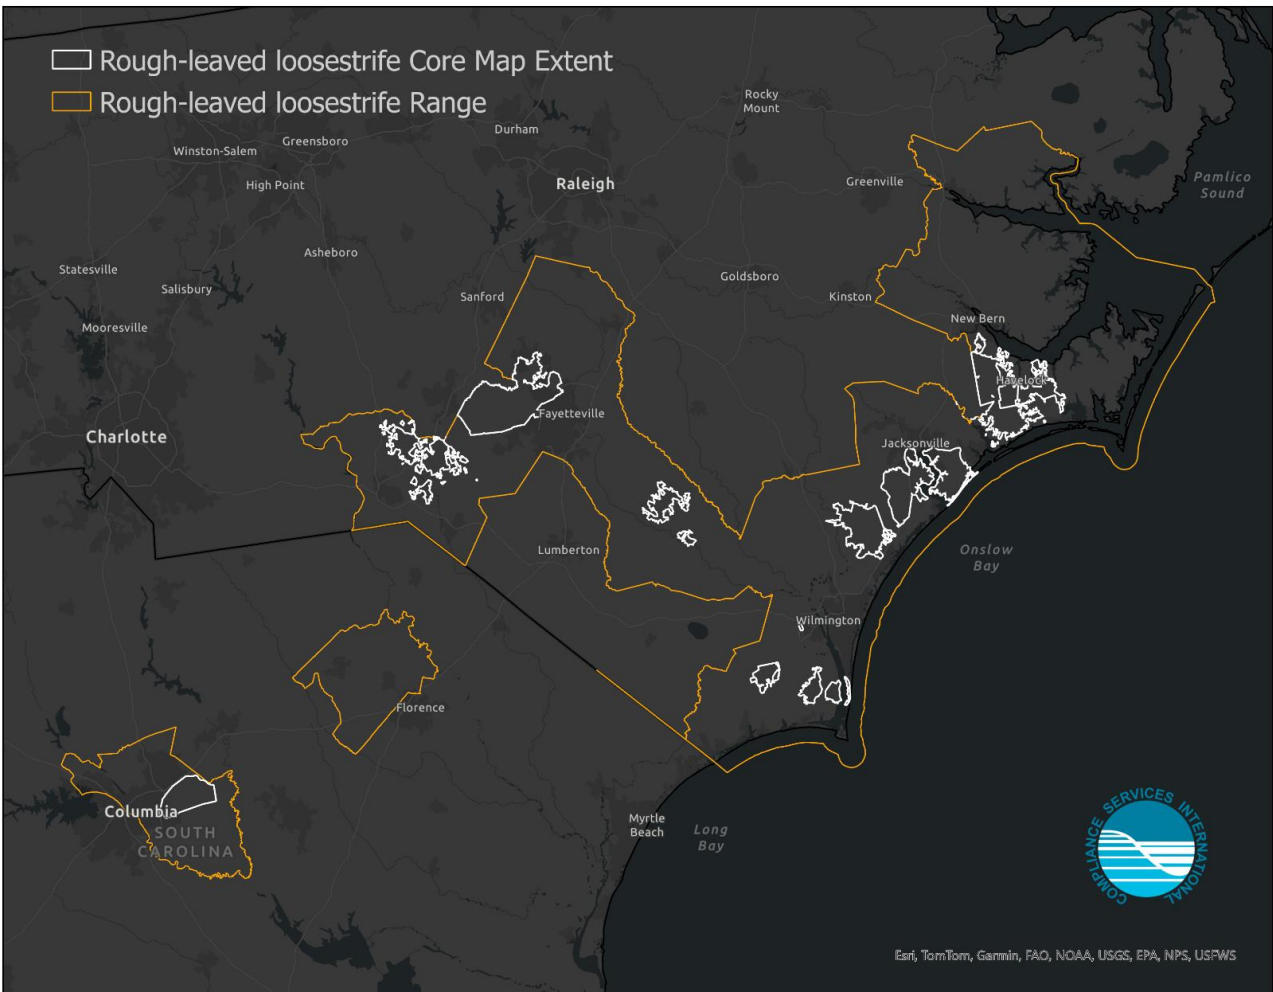 Rough-leaved loosestrife Core Map Extent
Rough-leaved loosestrife Range
Rocky
Mount
Durham
Greensboro
Winston-Salem
High Point
Raleigh
Greenville
Pamlico
Sound
Asheboro
Statesville
Salisbury
Sanford
Goldsboro
Kinston
Mooresville
New Bern
Havelock
Fayetteville
Charlotte
Jacksonville
Lumberton
Onslow
Bay
Wilmington
Florence
Columbia
SOUTH
CAROLINA
Myrtle
Beach
Long
Bay
COMPLIANCE SERVICES INTERNATIONAL
Esri, TomTom, Garmin, FAO, NOAA, USGS, EPA, NPS, USFWS